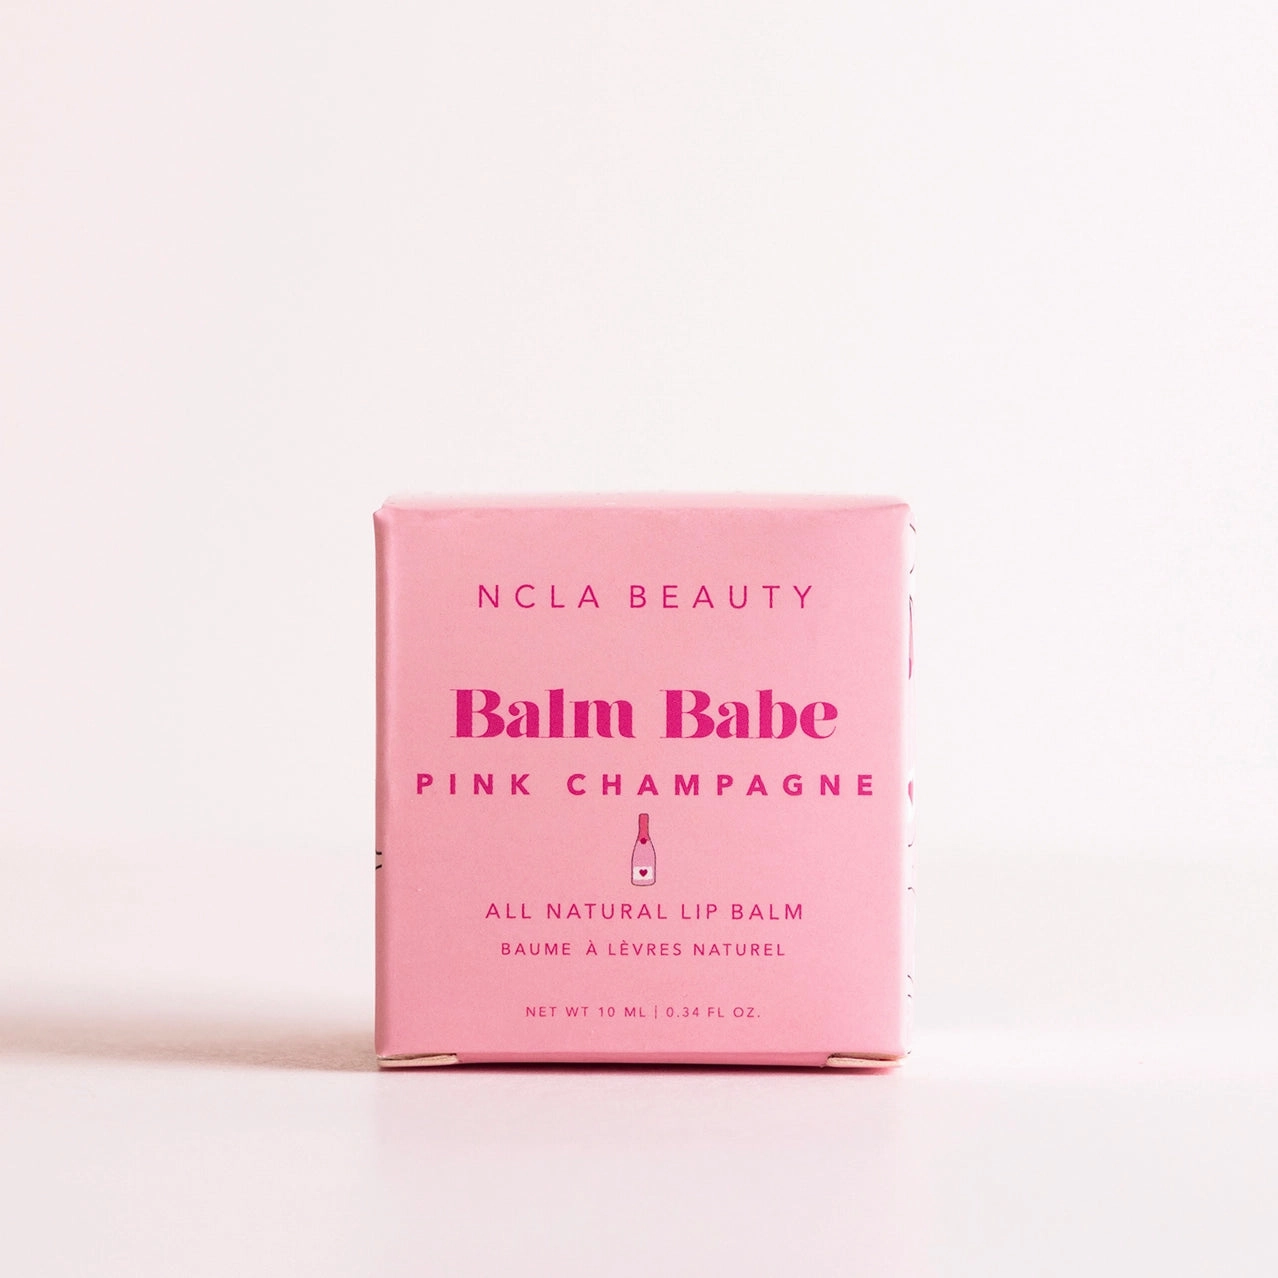 NCLA BEAUTY
Balm Babe
PINK CHAMPAGNE
ALL NATURAL LIP BALM
BAUME À LÈVRES NATUREL
NET WT 10 ML | 0.34 FL OZ.